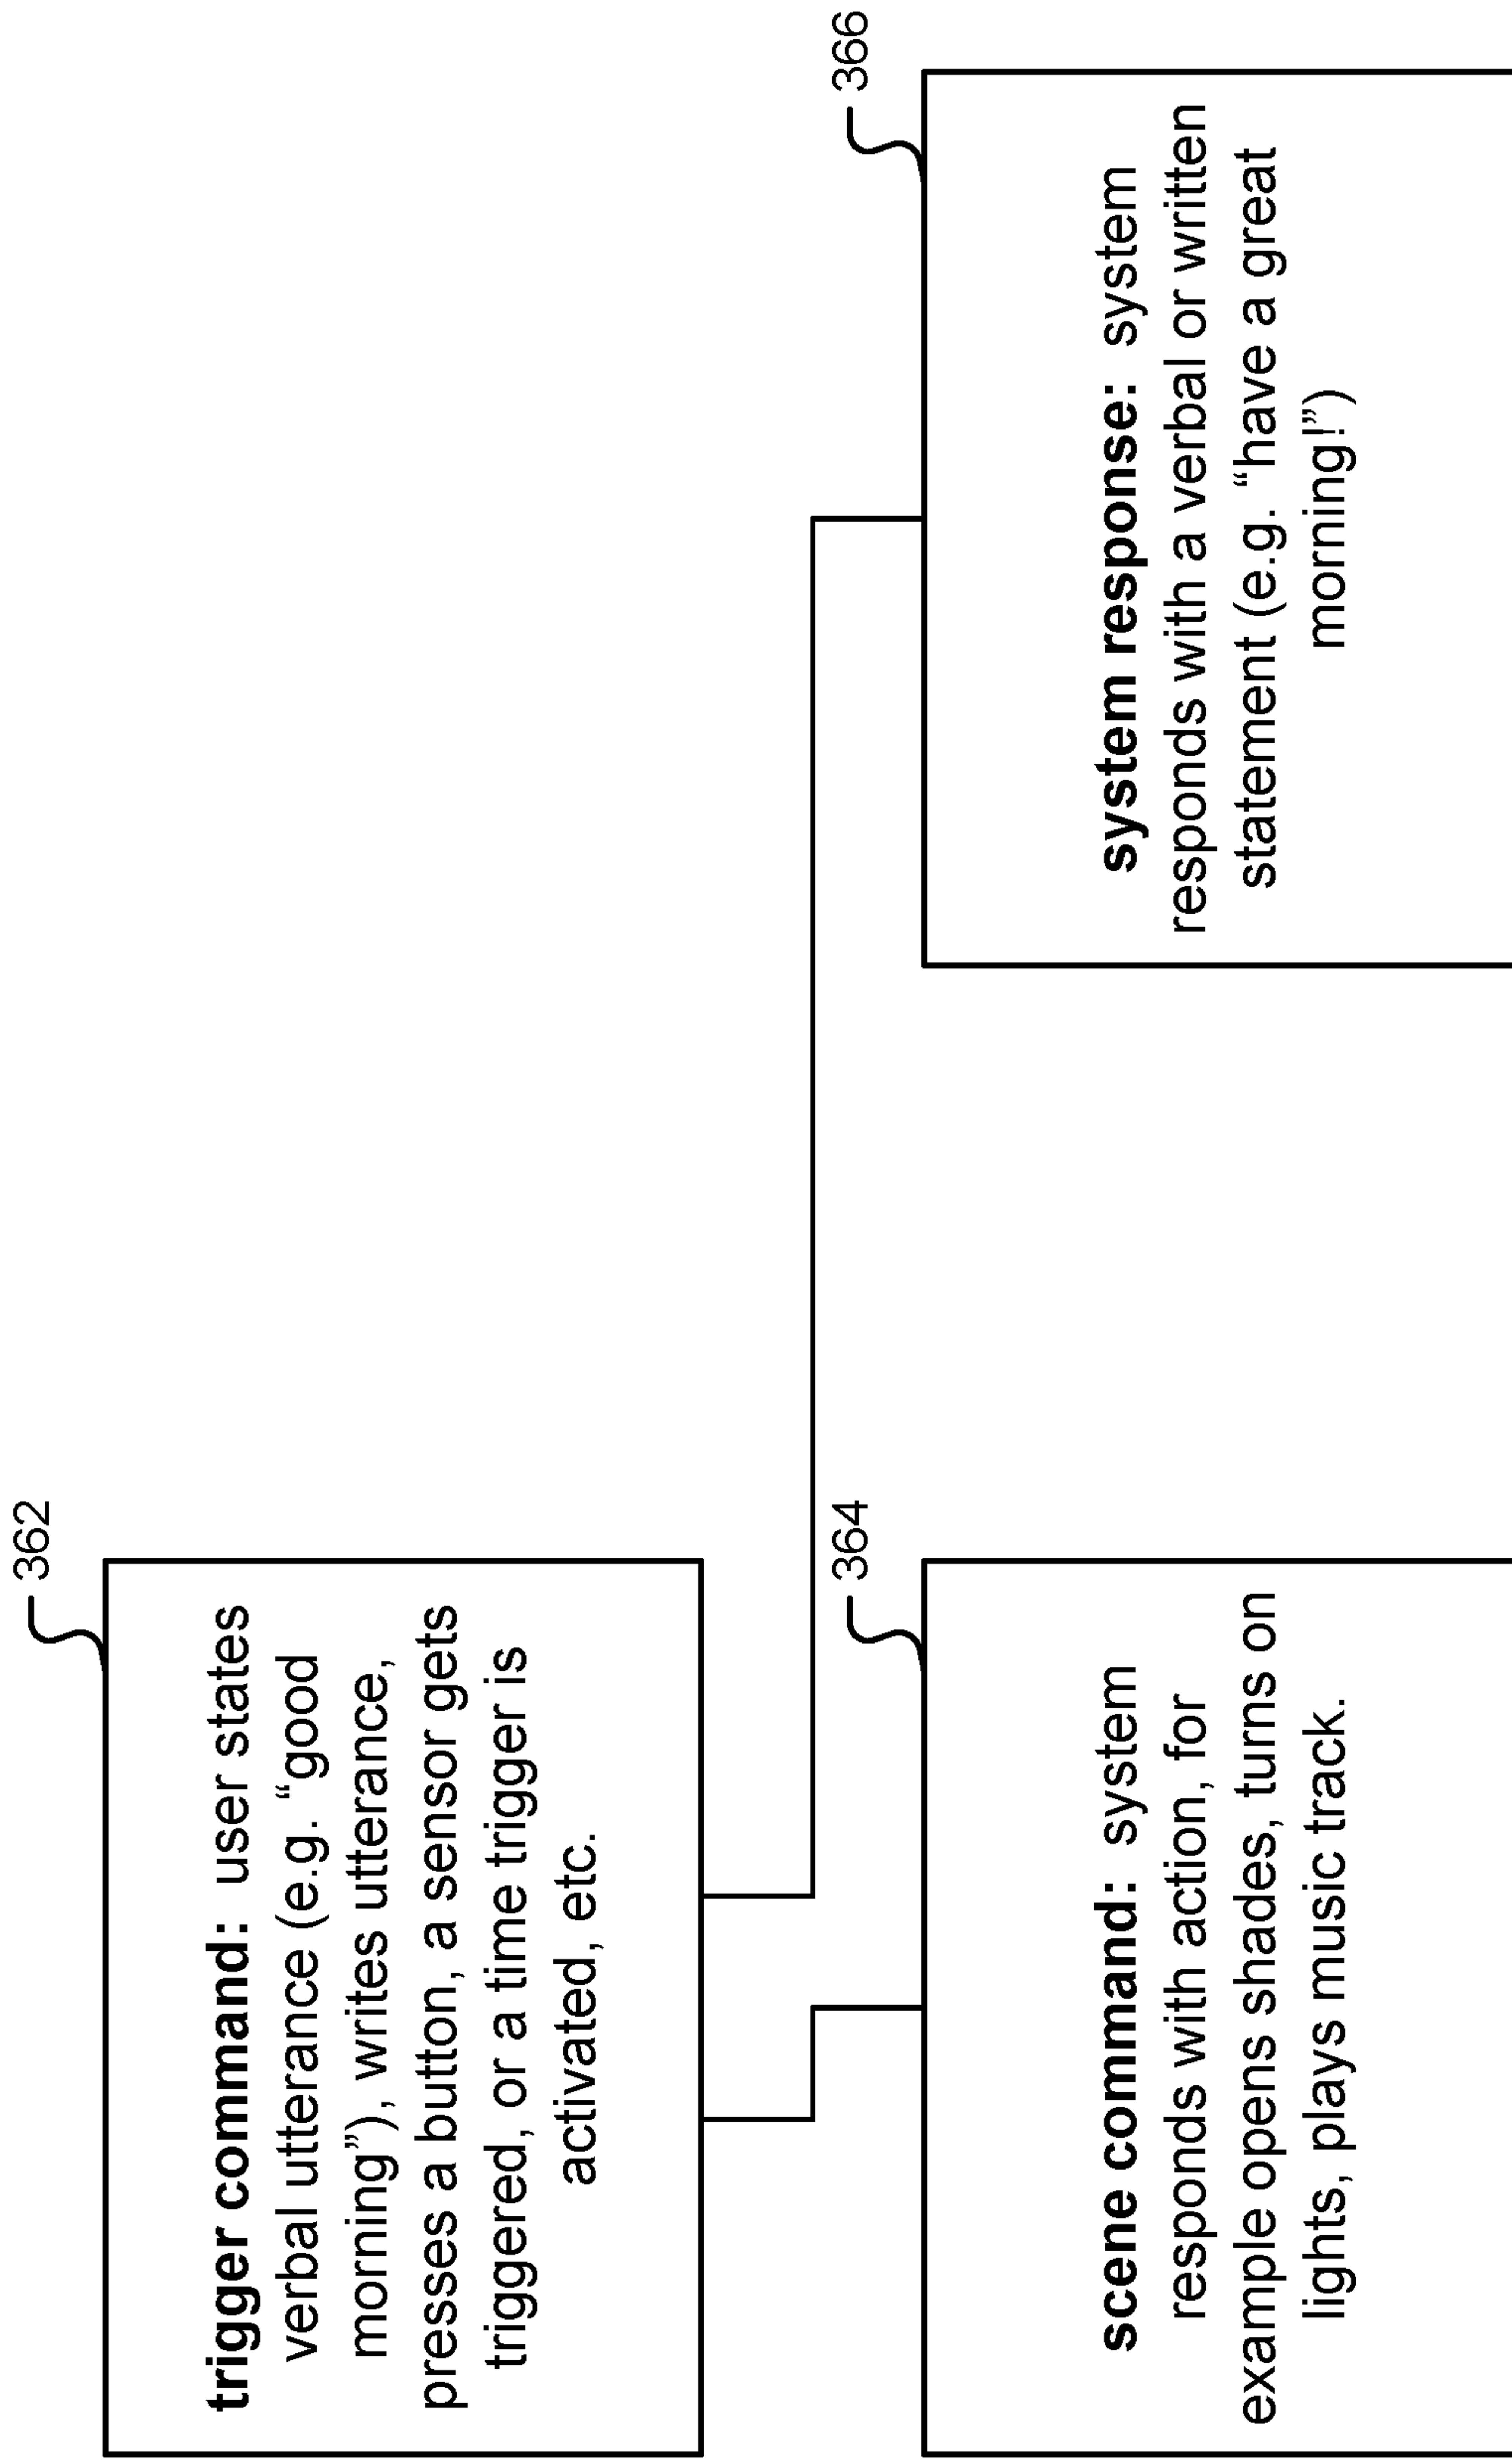 362
trigger command: user states
verbal utterance (e.g. “good
morning”), writes utterance,
presses a button, a sensor gets
triggered, or a time trigger is
activated, etc.
364
scene command: system
responds with action, for
example opens shades, turns on
lights, plays music track.
366
system response: system
responds with a verbal or written
statement (e.g. “have a great
morning!”)